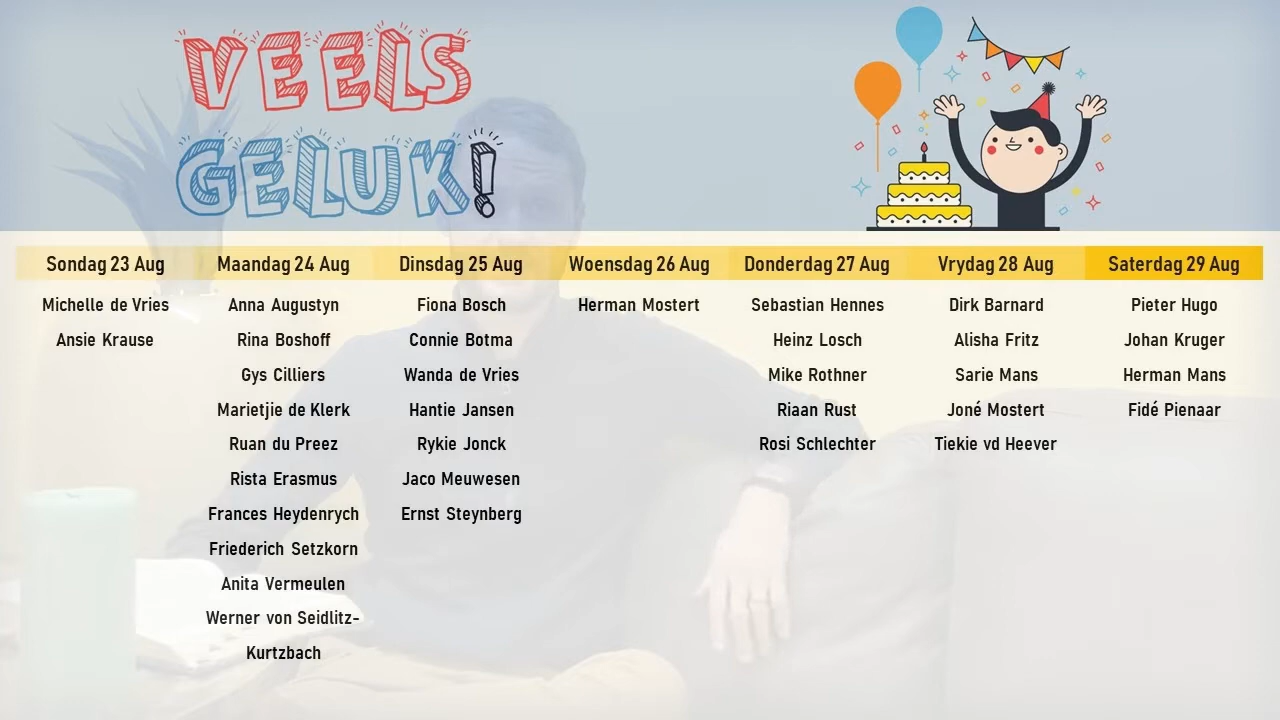 VEELS
GELUK!
Sondag 23 Aug
Michelle de Vries
Ansie Krause
Maandag 24 Aug
Anna Augustyn
Rina Boshoff
Gys Cilliers
Marietjie de Klerk
Ruan du Preez
Rista Erasmus
Frances Heydenrych
Friederich Setzkorn
Anita Vermeulen
Werner von Seidlitz-
Kurtzbach
Dinsdag 25 Aug
Fiona Bosch
Connie Botma
Wanda de Vries
Hantie Jansen
Rykie Jonck
Jaco Meuwesen
Ernst Steynberg
Woensdag 26 Aug
Herman Mostert
Donderdag 27 Aug
Sebastian Hennes
Heinz Losch
Mike Rothner
Riaan Rust
Rosi Schlechter
Vrydag 28 Aug
Dirk Barnard
Alisha Fritz
Sarie Mans
Joné Mostert
Tiekie vd Heever
Saterdag 29 Aug
Pieter Hugo
Johan Kruger
Herman Mans
Fidé Pienaar